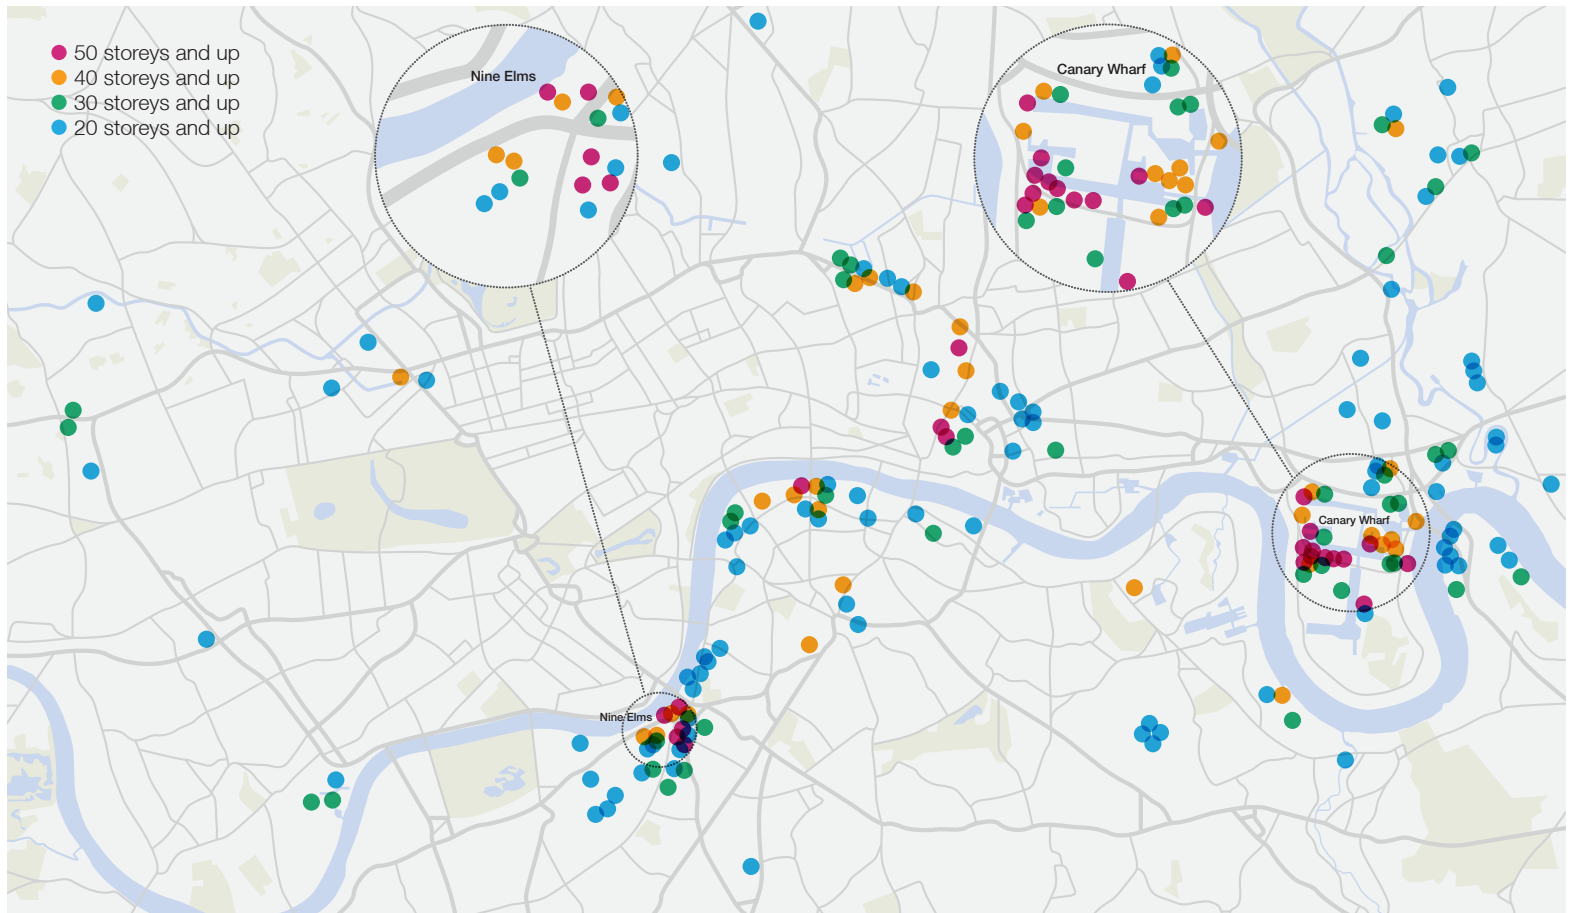 50 storeys and up
40 storeys and up
30 storeys and up
20 storeys and up
Nine Elms
Canary Wharf
Canary Wharf
Nine Elms